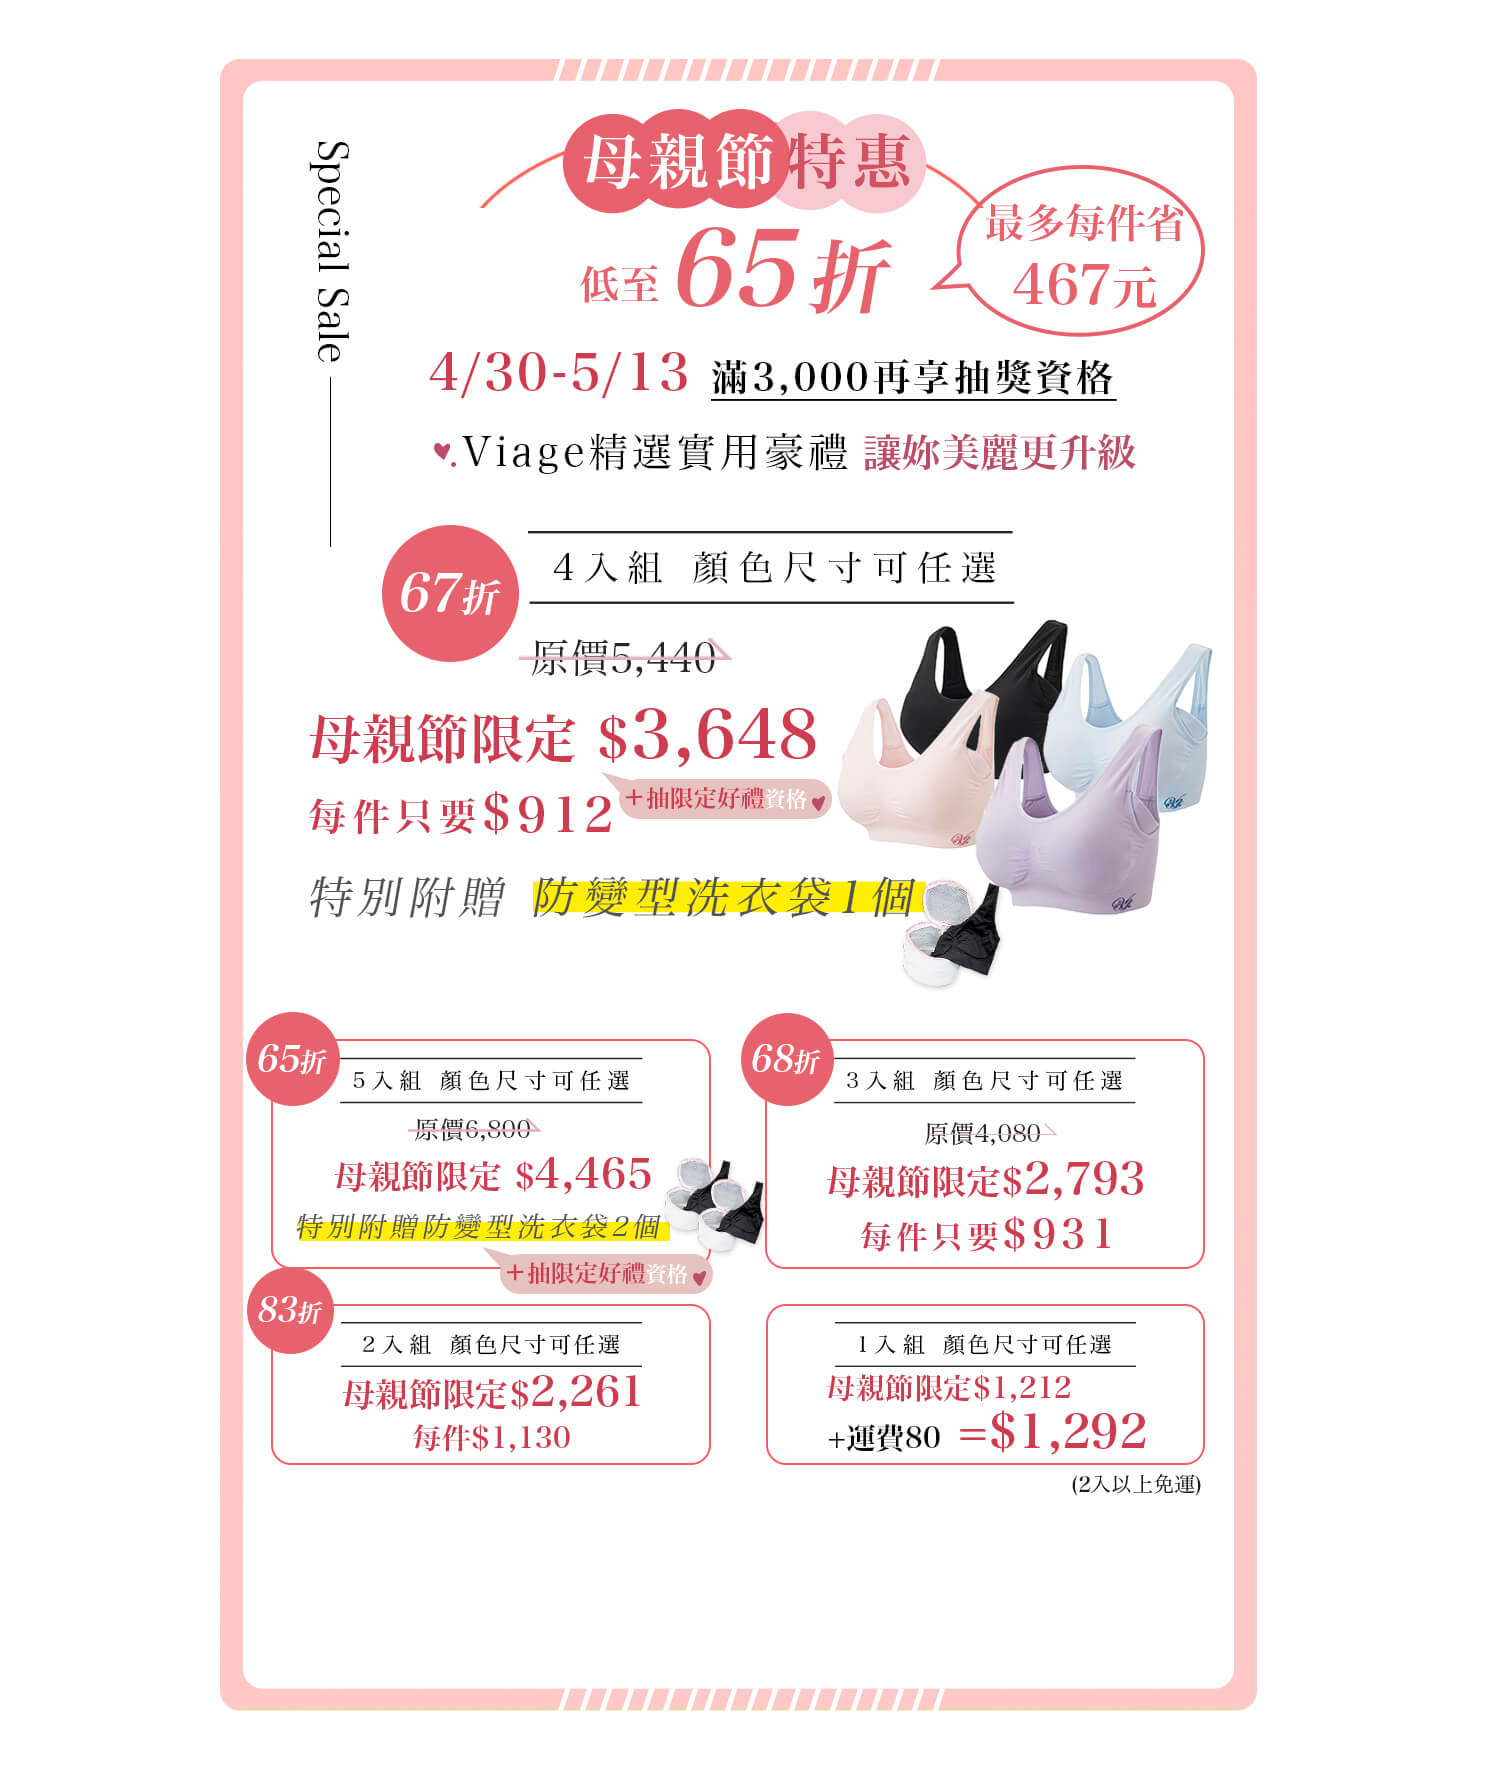 Special Sale
母親節特惠
低至65折
最多每件省
467元
4/30-5/13 滿3,000再享抽獎資格
Viage精選實用豪禮 讓妳美麗更升級
67折
4入組 顏色尺寸可任選
原價5,440
母親節限定 $3,648
每件只要$912
+抽限定好禮資格
特別附贈 防變型洗衣袋1個
65折
5入組 顏色尺寸可任選
原價6,800
母親節限定 $4,465
特別附贈防變型洗衣袋2個
+抽限定好禮資格
68折
3入組 顏色尺寸可任選
原價4,080
母親節限定$2,793
每件只要$931
83折
2入組 顏色尺寸可任選
母親節限定$2,261
每件$1,130
1入組 顏色尺寸可任選
母親節限定$1,212
+運費80 =$1,292
(2入以上免運)